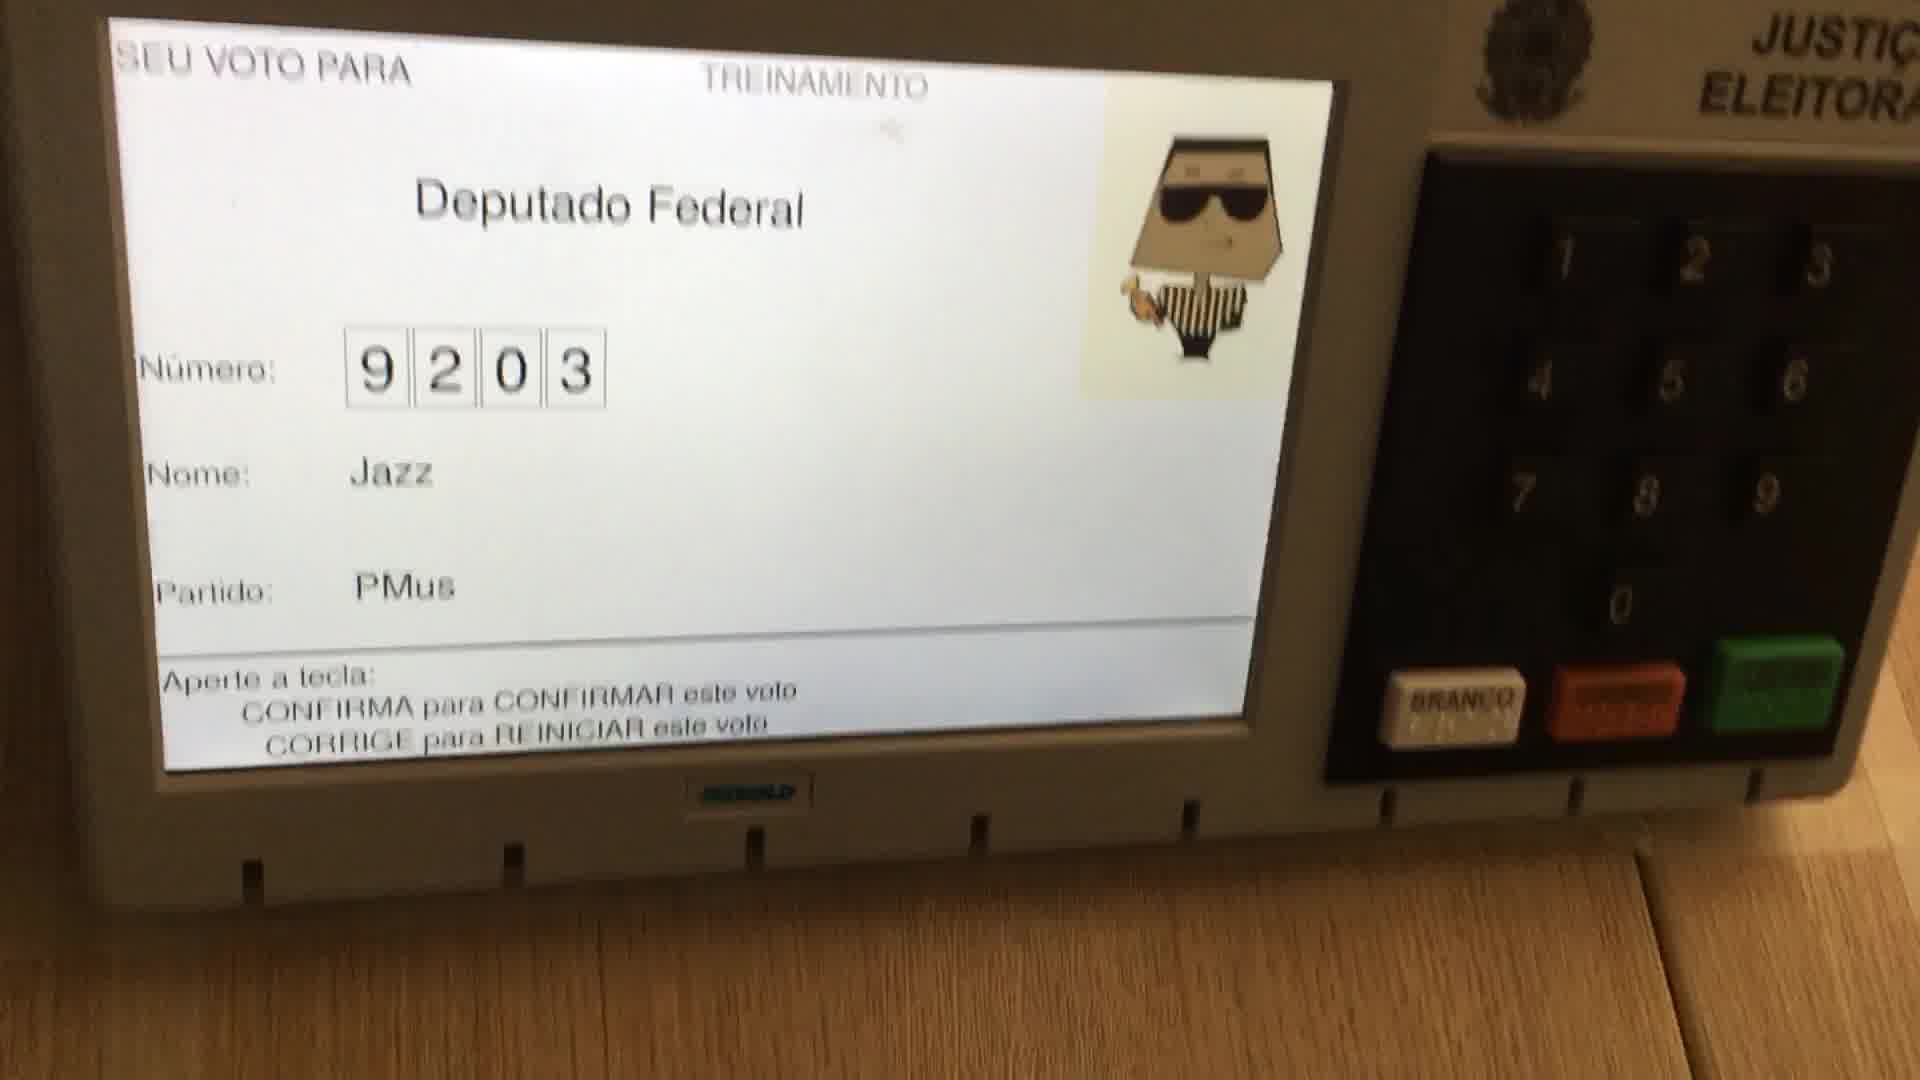 SEU VOTO PARA
TREINAMENTO
Deputado Federal
Número: 9 2 0 3
Nome: Jazz
Partido: PMus
Aperte a tecla:
CONFIRMA para CONFIRMAR este voto
CORRIGE para REINICIAR este voto
JUSTIÇ
ELEITORA
1 2 3
4 5 6
7 8 9
0
BRANCO